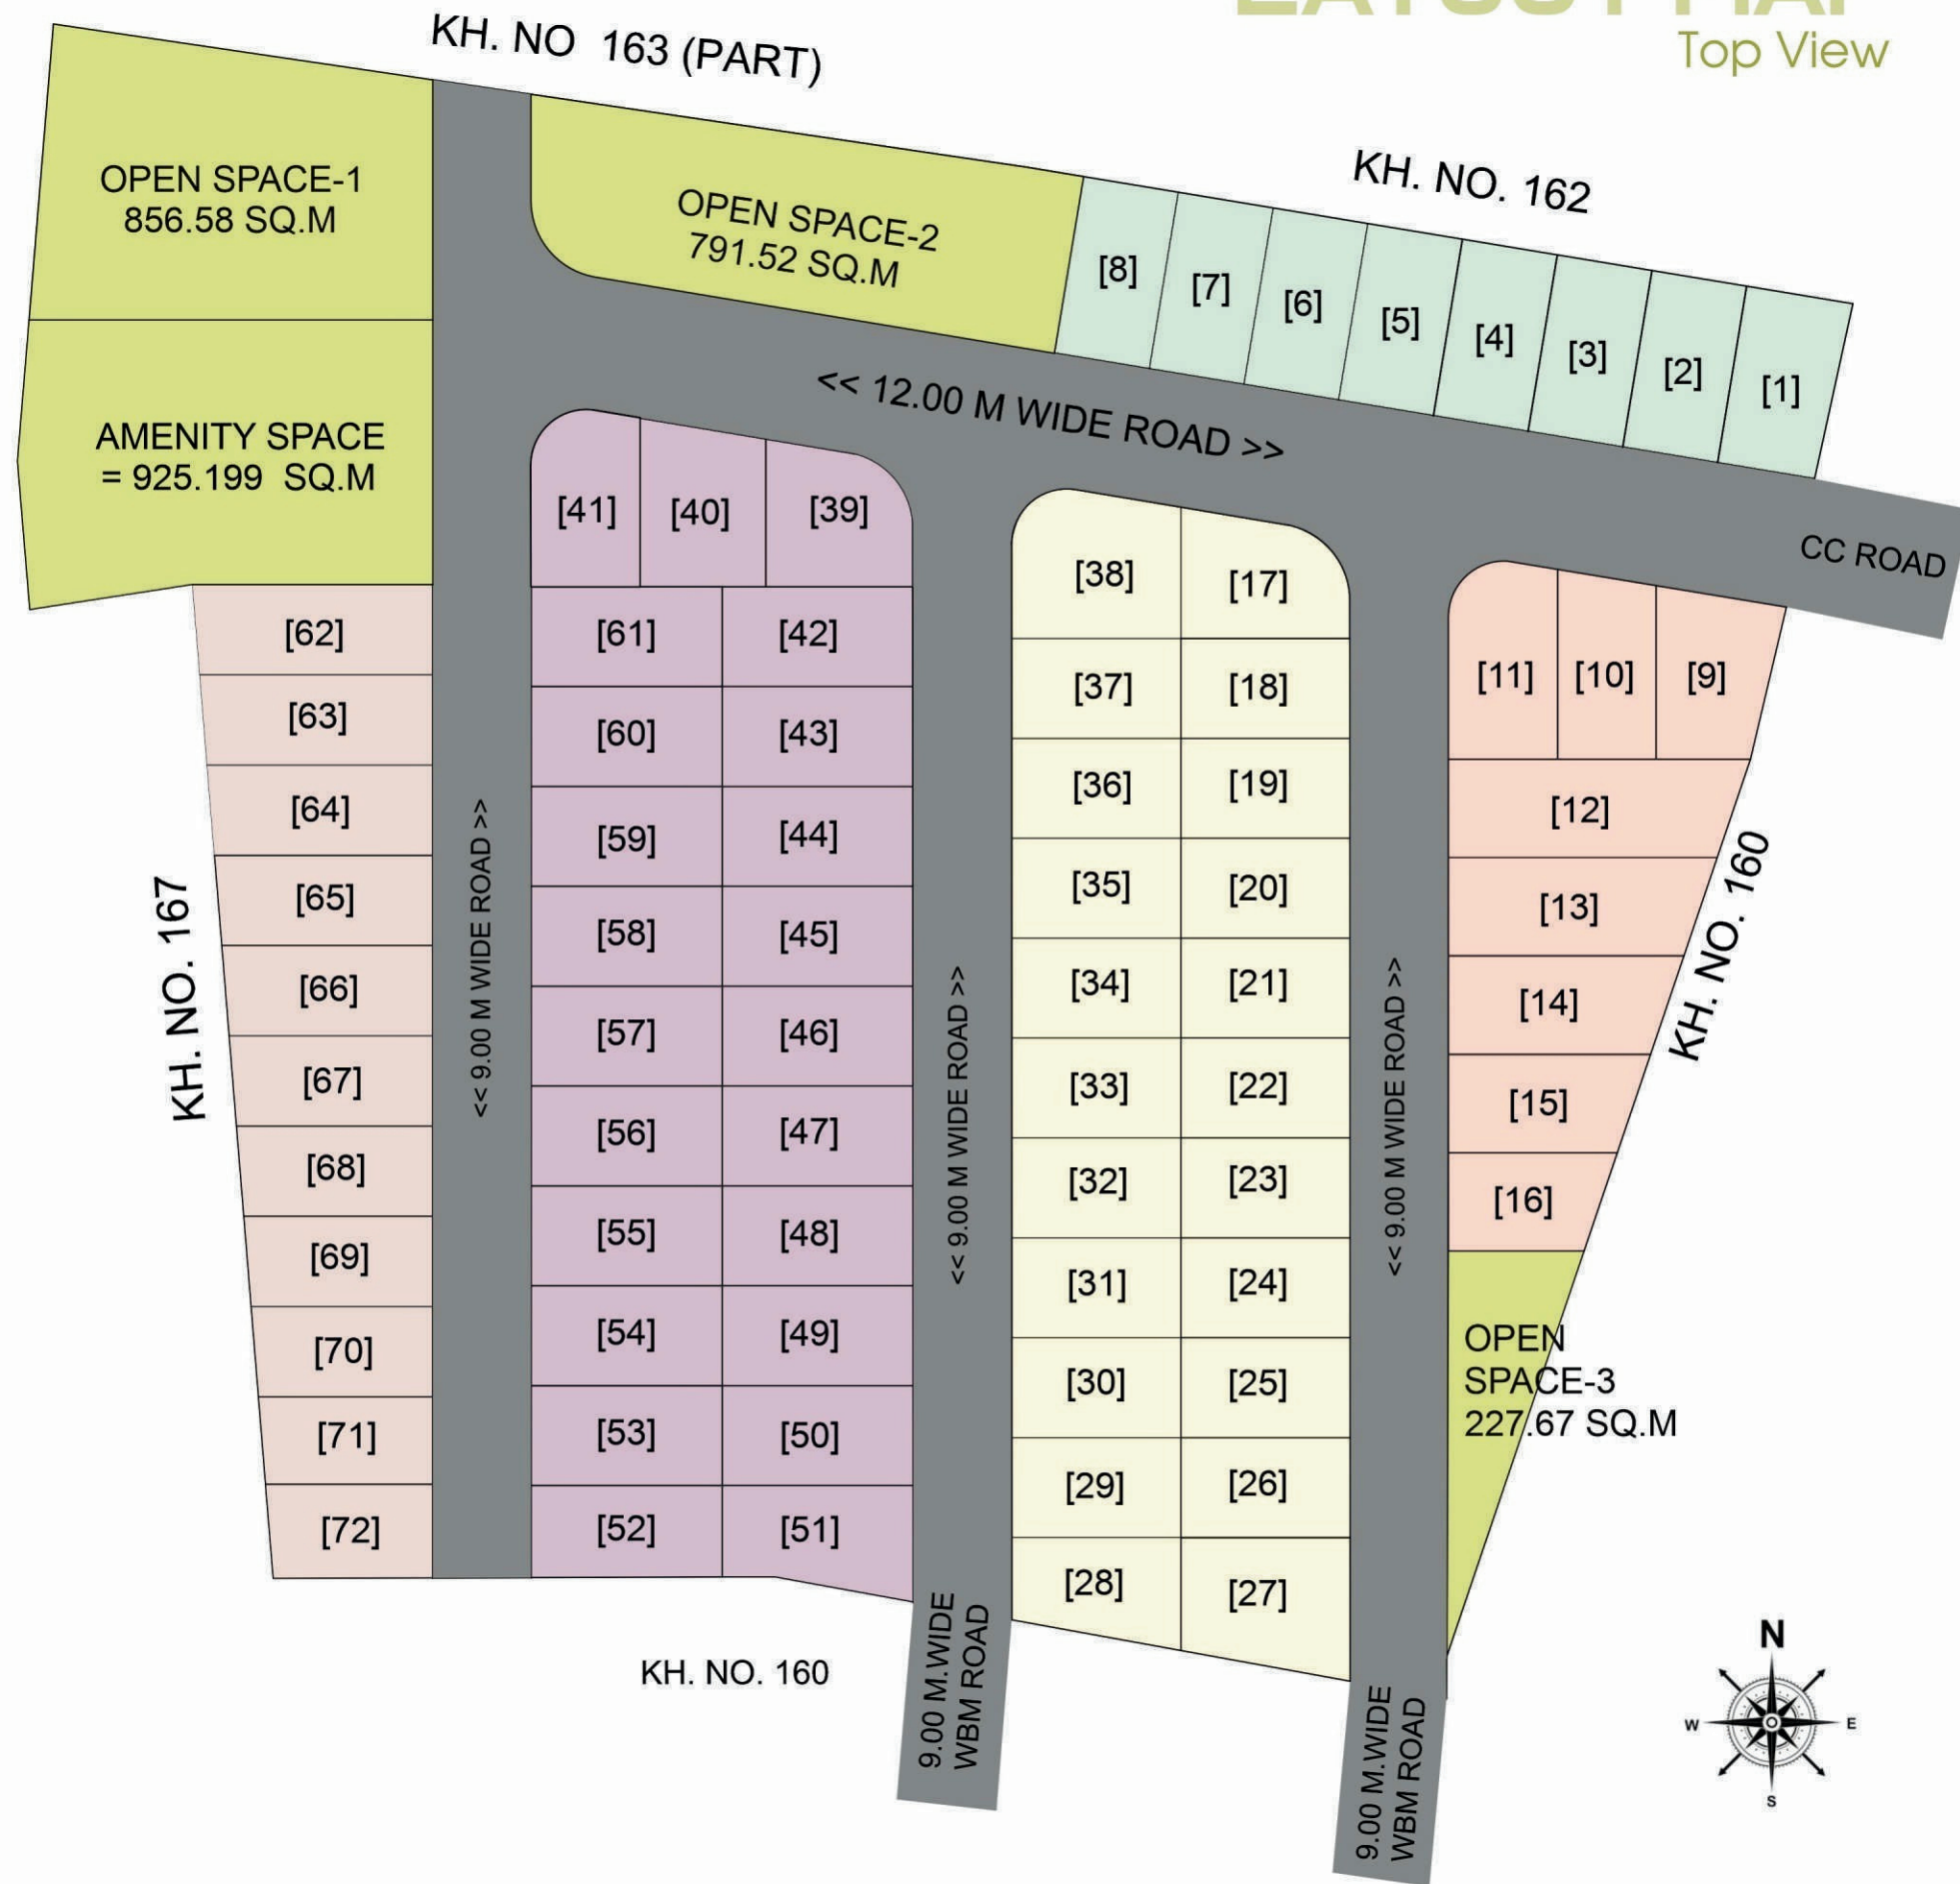 Top View
KH. NO 163 (PART)
KH. NO. 162
OPEN SPACE-1
856.58 SQ.M
OPEN SPACE-2
791.52 SQ.M
[8]
[7]
[6]
[5]
[4]
[3]
[2]
[1]
<< 12.00 M WIDE ROAD >>
CC ROAD
AMENITY SPACE
= 925.199 SQ.M
[41]
[40]
[39]
[38]
[17]
[11]
[10]
[9]
[62]
[63]
[64]
[65]
[66]
[67]
[68]
[69]
[70]
[71]
[72]
KH. NO. 167
<< 9.00 M WIDE ROAD >>
[61]
[42]
[60]
[43]
[59]
[44]
[58]
[45]
[57]
[46]
[56]
[47]
[55]
[48]
[54]
[49]
[53]
[50]
[52]
[51]
<< 9.00 M WIDE ROAD >>
[37]
[18]
[36]
[19]
[35]
[20]
[34]
[21]
[33]
[22]
[32]
[23]
[31]
[24]
[30]
[25]
[29]
[26]
[28]
[27]
<< 9.00 M WIDE ROAD >>
[12]
[13]
[14]
[15]
[16]
KH. NO. 160
OPEN
SPACE-3
227.67 SQ.M
KH. NO. 160
9.00 M.WIDE
WBM ROAD
9.00 M.WIDE
WBM ROAD
N
W
E
S